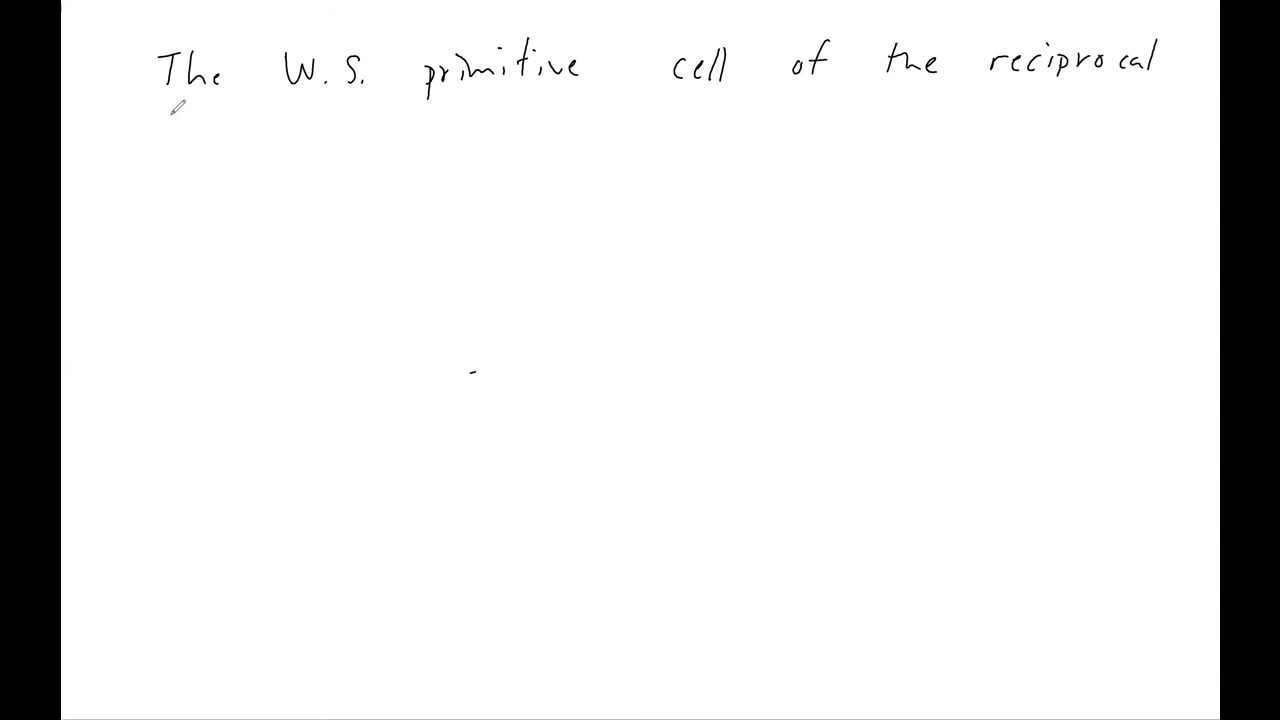 The W.S. primitive cell of the reciprocal